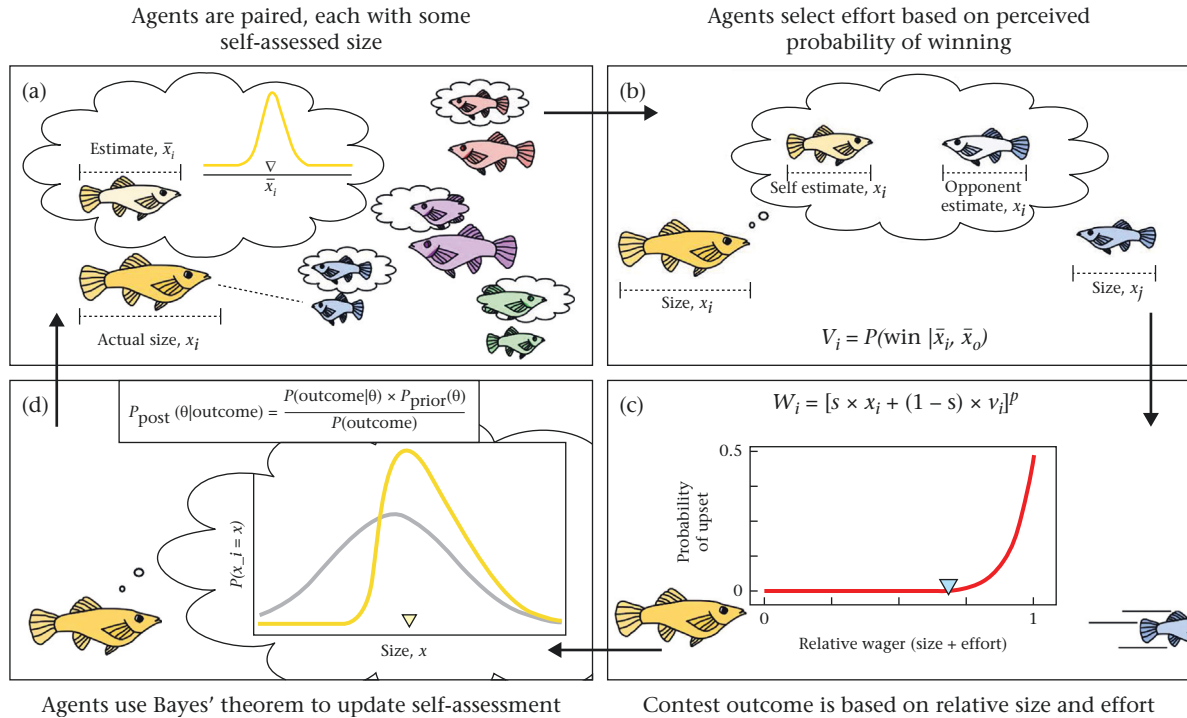 Agents are paired, each with some
self-assessed size
Agents select effort based on perceived
probability of winning
(a)
Estimate, x̄i
x̄i
Actual size, xi
(b)
Self estimate, xi
Opponent
estimate, xi
Size, xi
Size, xj
Vi = P(win |x̄i, x̄o)
(d)
Ppost (θ|outcome) = P(outcome|θ) × Pprior(θ)
P(outcome)
P(x_i = x)
Size, x
(c)
Wi = [s × xi + (1 – s) × vi]p
0.5
Probability
of upset
0
0
1
Relative wager (size + effort)
Agents use Bayes’ theorem to update self-assessment
Contest outcome is based on relative size and effort